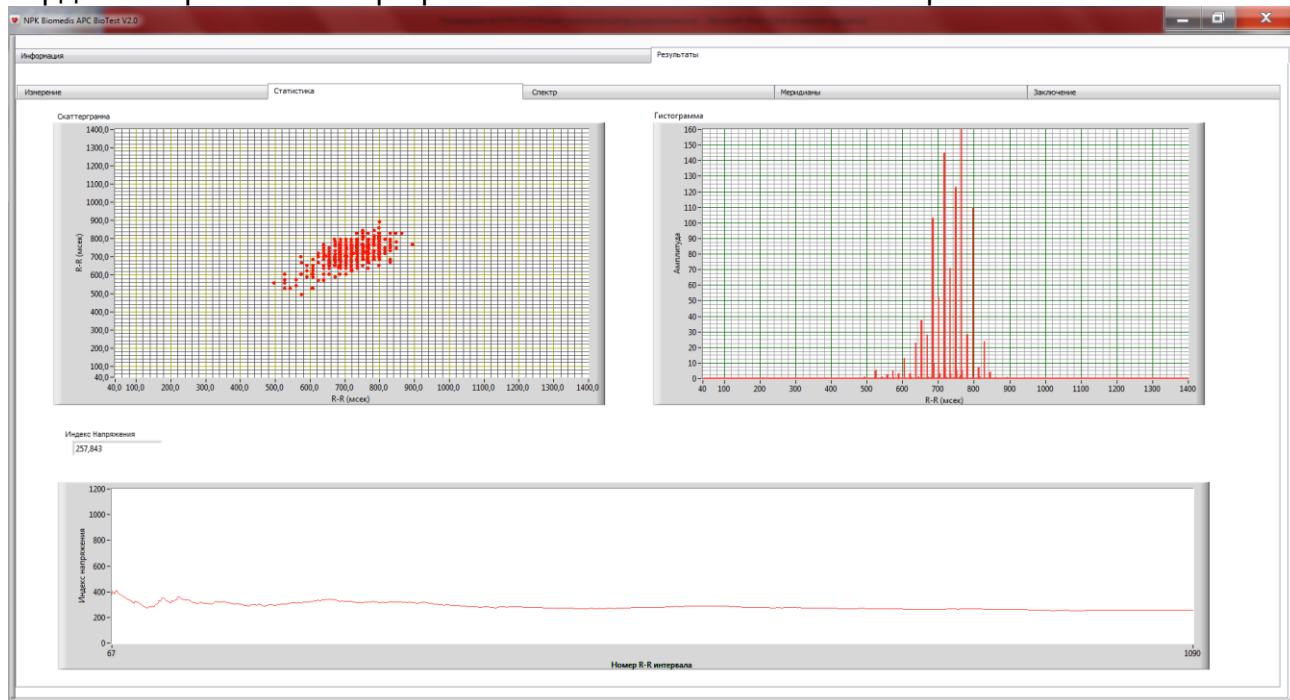 NPK Biomedis APC BioTest V2.0
Информация
Результаты
Измерение
Статистика
Спектр
Меридианы
Заключение
Скаттерграмма
1400,0
1300,0
1200,0
1100,0
1000,0
900,0
800,0
700,0
600,0
500,0
400,0
300,0
200,0
100,0
40,0
R-R (мсек)
40,0 100,0 200,0 300,0 400,0 500,0 600,0 700,0 800,0 900,0 1000,0 1100,0 1200,0 1300,0 1400,0
R-R (мсек)
Гистограмма
160
150
140
130
120
110
100
90
80
70
60
50
40
30
20
10
0
Амплитуда
40 100 200 300 400 500 600 700 800 900 1000 1100 1200 1300 1400
R-R (мсек)
Индекс Напряжения
257,843
1200
1000
800
600
400
200
0
Индекс напряжения
67 1090
Номер R-R интервала